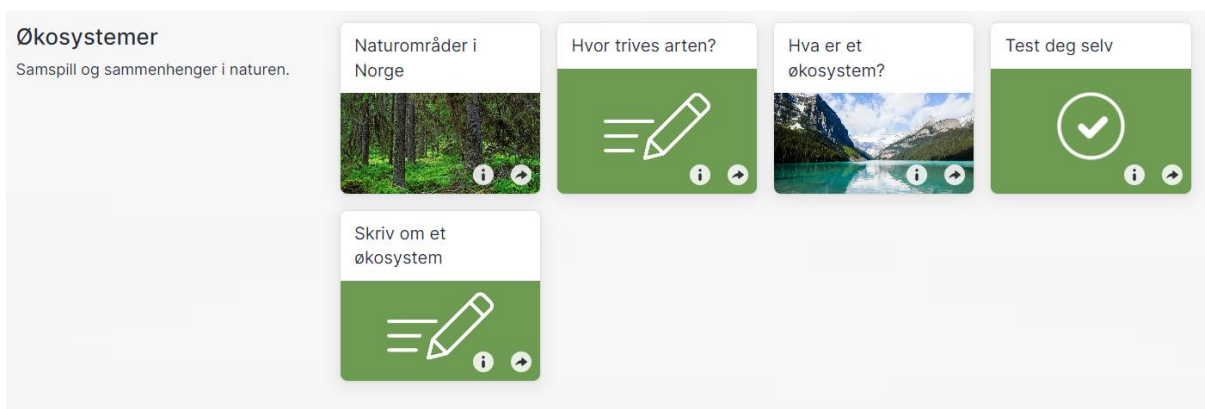 Økosystemer
Samspill og sammenhenger i naturen.
Naturområder i
Norge
Hvor trives arten?
Hva er et
økosystem?
Test deg selv
Skriv om et
økosystem